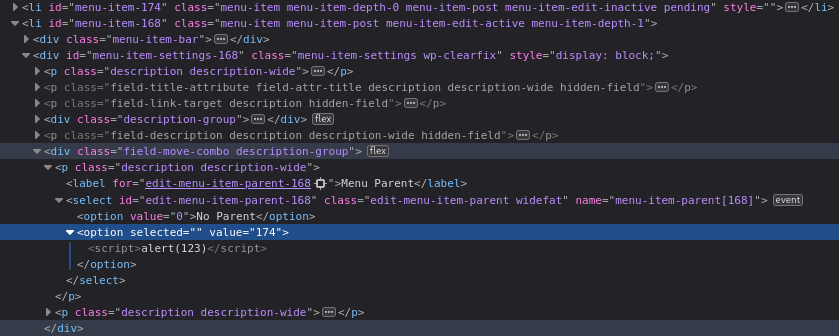 <li id="menu-item-174" class="menu-item menu-item-depth-0 menu-item-post menu-item-edit-inactive pending" style="">…</li>
<li id="menu-item-168" class="menu-item menu-item-post menu-item-edit-active menu-item-depth-1">
<div class="menu-item-bar">…</div>
<div id="menu-item-settings-168" class="menu-item-settings wp-clearfix" style="display: block;">
<p class="description description-wide">…</p>
<p class="field-title-attribute field-attr-title description description-wide hidden-field">…</p>
<p class="field-link-target description hidden-field">…</p>
<div class="description-group">…</div> flex
<p class="field-description description description-wide hidden-field">…</p>
<div class="field-move-combo description-group"> flex
<p class="description description-wide">
<label for="edit-menu-item-parent-168">Menu Parent</label>
<select id="edit-menu-item-parent-168" class="edit-menu-item-parent widefat" name="menu-item-parent[168]"> event
<option value="0">No Parent</option>
<option selected="" value="174">
<script>alert(123)</script>
</option>
</select>
</p>
<p class="description description-wide">…</p>
</div>